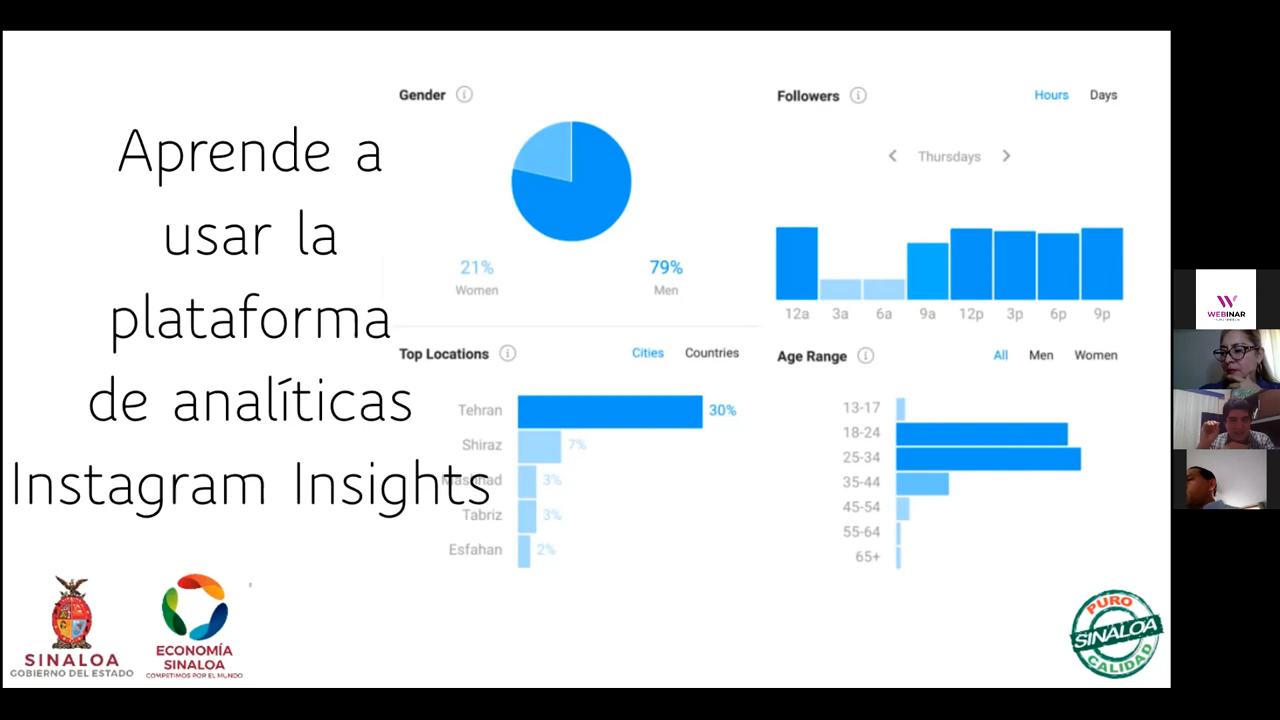 Aprende a
usar la
plataforma
de analíticas
Instagram Insights
Gender
21% 79%
Women Men
Followers Hours Days
Thursdays
12a 3a 6a 9a 12p 3p 6p 9p
Top Locations Cities Countries
Tehran 30%
Shiraz 7%
Mashhad 3%
Tabriz 3%
Esfahan 2%
Age Range All Men Women
13-17
18-24
25-34
35-44
45-54
55-64
65+
SINALOA
GOBIERNO DEL ESTADO
ECONOMÍA
SINALOA
COMPETIMOS POR EL MUNDO
PURO
SINALOA
CALIDAD
WEBINAR